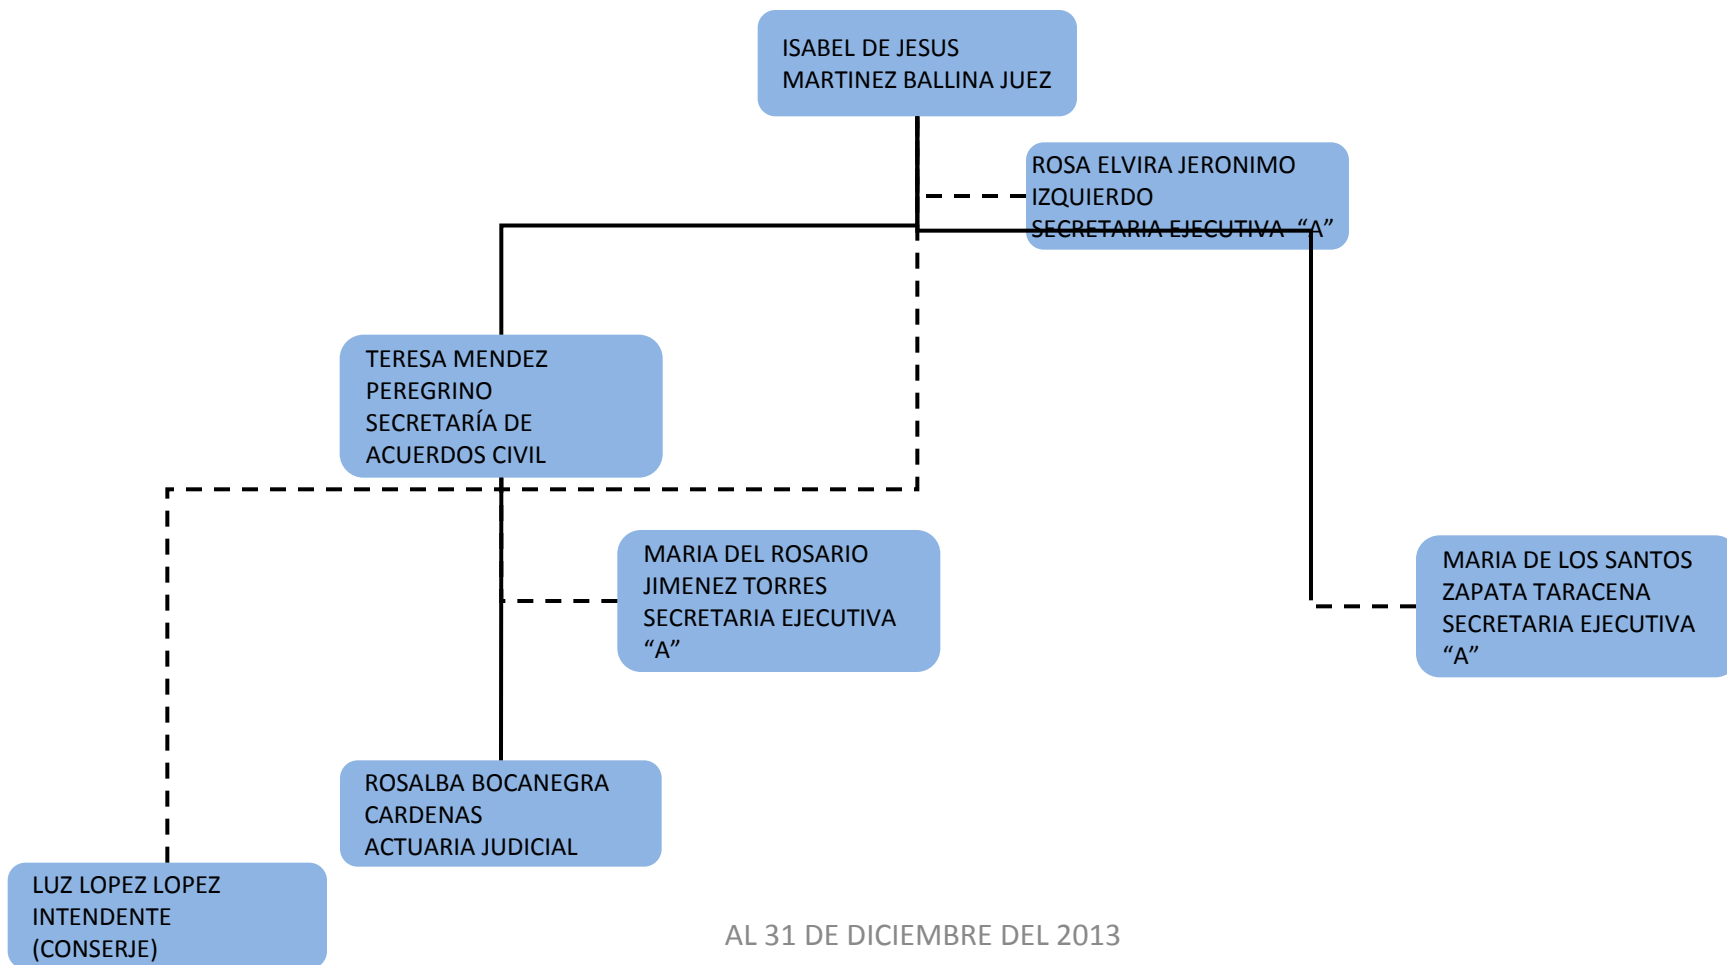 ISABEL DE JESUS
MARTINEZ BALLINA JUEZ
ROSA ELVIRA JERONIMO
IZQUIERDO
SECRETARIA EJECUTIVA “A”
TERESA MENDEZ
PEREGRINO
SECRETARÍA DE
ACUERDOS CIVIL
MARIA DEL ROSARIO
JIMENEZ TORRES
SECRETARIA EJECUTIVA
“A”
MARIA DE LOS SANTOS
ZAPATA TARACENA
SECRETARIA EJECUTIVA
“A”
ROSALBA BOCANEGRA
CARDENAS
ACTUARIA JUDICIAL
LUZ LOPEZ LOPEZ
INTENDENTE
(CONSERJE)
AL 31 DE DICIEMBRE DEL 2013